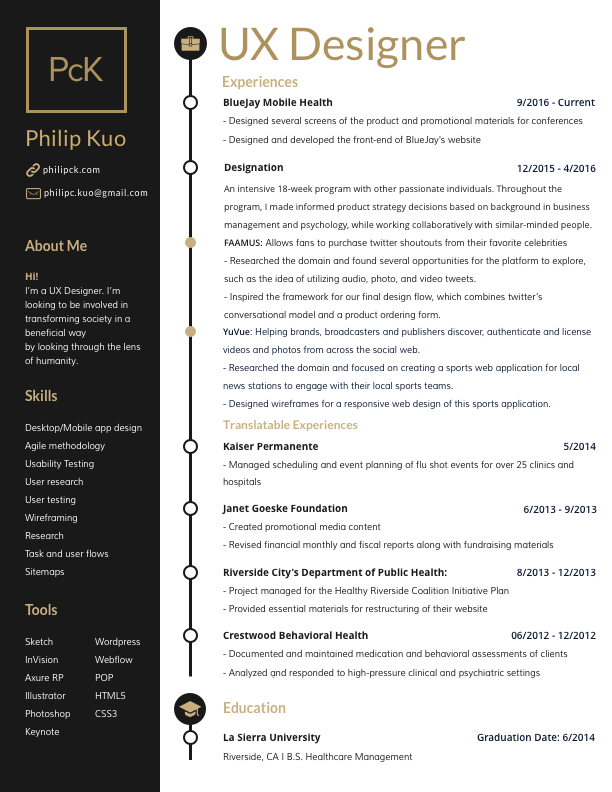 PcK
Philip Kuo
philipck.com
philipc.kuo@gmail.com
About Me
Hi!
I'm a UX Designer. I'm
looking to be involved in
transforming society in a
beneficial way
by looking through the lens
of humanity.
Skills
Desktop/Mobile app design
Agile methodology
Usability Testing
User research
User testing
Wireframing
Research
Task and user flows
Sitemaps
Tools
Sketch Wordpress
InVision Webflow
Axure RP POP
Illustrator HTML5
Photoshop CSS3
Keynote
UX Designer
Experiences
BlueJay Mobile Health 9/2016 - Current
- Designed several screens of the product and promotional materials for conferences
- Designed and developed the front-end of BlueJay's website
Designation 12/2015 - 4/2016
An intensive 18-week program with other passionate individuals. Throughout the
program, I made informed product strategy decisions based on background in business
management and psychology, while working collaboratively with similar-minded people.
FAAMUS: Allows fans to purchase twitter shoutouts from their favorite celebrities
- Researched the domain and found several opportunities for the platform to explore,
such as the idea of utilizing audio, photo, and video tweets.
- Inspired the framework for our final design flow, which combines twitter's
conversational model and a product ordering form.
YuVue: Helping brands, broadcasters and publishers discover, authenticate and license
videos and photos from across the social web.
- Researched the domain and focused on creating a sports web application for local
news stations to engage with their local sports teams.
- Designed wireframes for a responsive web design of this sports application.
Translatable Experiences
Kaiser Permanente 5/2014
- Managed scheduling and event planning of flu shot events for over 25 clinics and
hospitals
Janet Goeske Foundation 6/2013 - 9/2013
- Created promotional media content
- Revised financial monthly and fiscal reports along with fundraising materials
Riverside City's Department of Public Health: 8/2013 - 12/2013
- Project managed for the Healthy Riverside Coalition Initiative Plan
- Provided essential materials for restructuring of their website
Crestwood Behavioral Health 06/2012 - 12/2012
- Documented and maintained medication and behavioral assessments of clients
- Analyzed and responded to high-pressure clinical and psychiatric settings
Education
La Sierra University Graduation Date: 6/2014
Riverside, CA I B.S. Healthcare Management